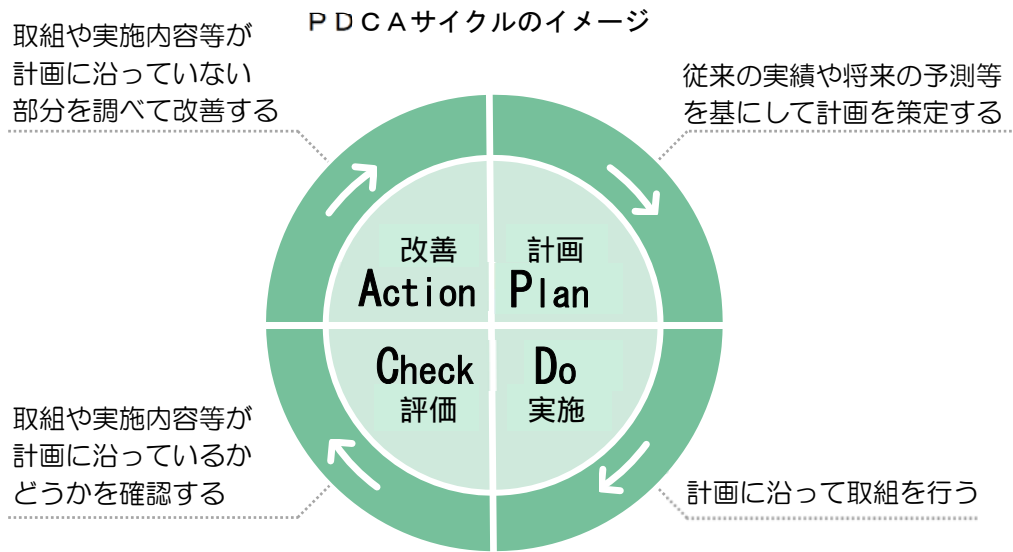 ＰＤＣＡサイクルのイメージ
取組や実施内容等が
計画に沿っていない
部分を調べて改善する
従来の実績や将来の予測等
を基にして計画を策定する
改善
Action
計画
Plan
Check
評価
Do
実施
取組や実施内容等が
計画に沿っているか
どうかを確認する
計画に沿って取組を行う